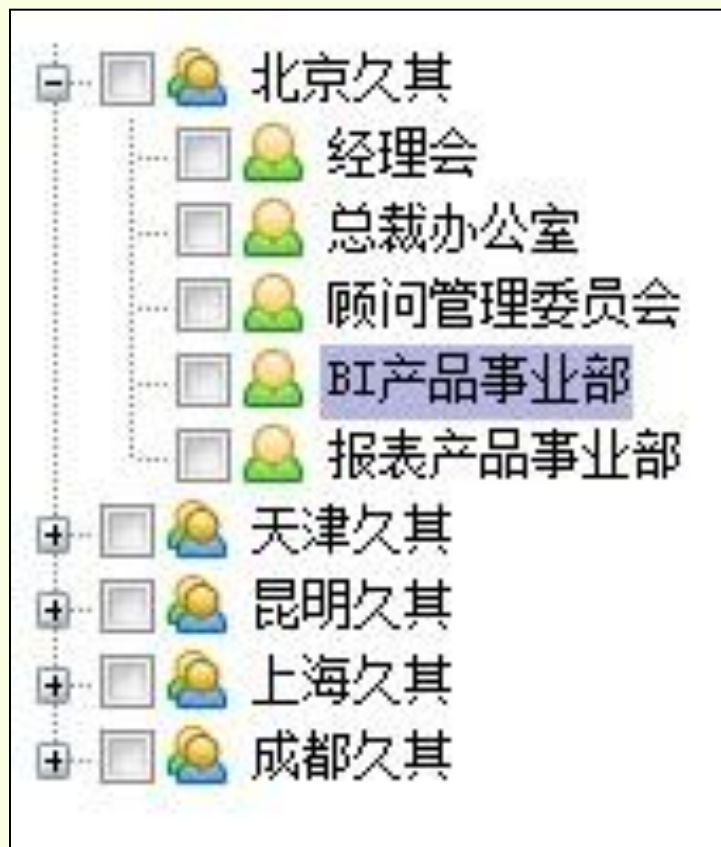 北京久其
经理会
总裁办公室
顾问管理委员会
BI产品事业部
报表产品事业部
天津久其
昆明久其
上海久其
成都久其